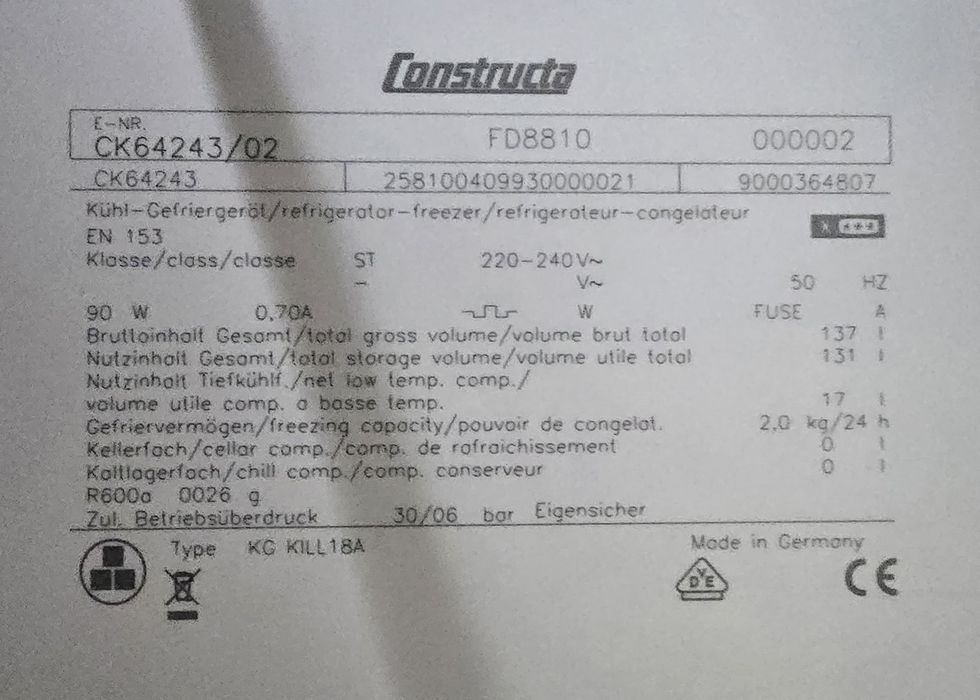 Constructa
E-NR.
CK64243/02 FD8810 000002
CK64243 258100409930000021 9000364807
Kühl-Gefriergerät/refrigerator-freezer/refrigerateur-congelateur
EN 153
Klasse/class/classe ST 220-240V~
- V~ 50 HZ
90 W 0,70A W FUSE A
Bruttoinhalt Gesamt/total gross volume/volume brut total 137 l
Nutzinhalt Gesamt/total storage volume/volume utile total 131 l
Nutzinhalt Tiefkühlf./net low temp. comp./
volume utile comp. a basse temp. 17 l
Gefriervermögen/freezing capacity/pouvoir de congelat. 2,0 kg/24 h
Kellerfach/cellar comp./comp. de rafraichissement 0 l
Kaltlagerfach/chill comp./comp. conserveur 0 l
R600a 0026 g
Zul. Betriebsüberdruck 30/06 bar Eigensicher
Type KG KILL18A Made in Germany
VDE CE